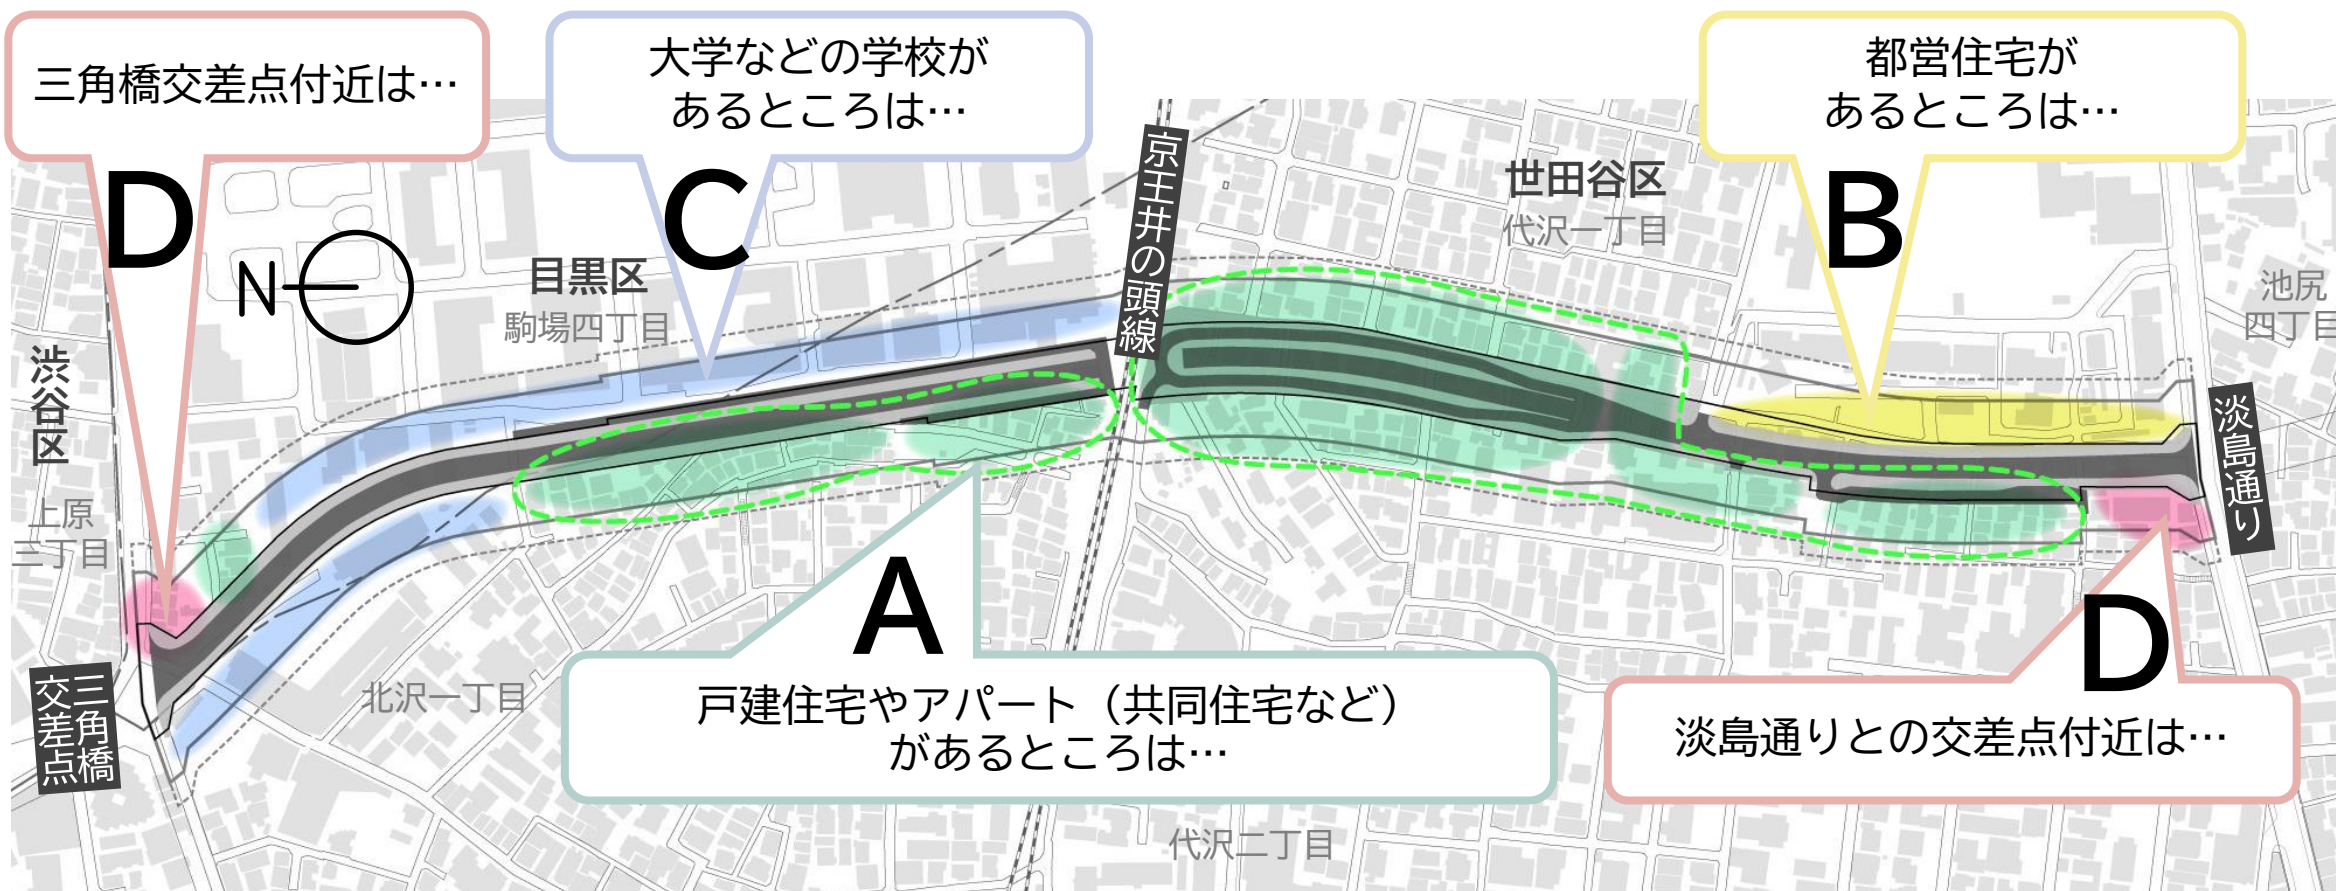 三角橋交差点付近は…
大学などの学校が
あるところは…
都営住宅が
あるところは…
D
C
B
京王井の頭線
世田谷区
代沢一丁目
N
目黒区
駒場四丁目
池尻
四丁目
渋谷区
上原
三丁目
淡島通り
A
D
三角橋
交差点
北沢一丁目
戸建住宅やアパート（共同住宅など）
があるところは…
淡島通りとの交差点付近は…
代沢二丁目